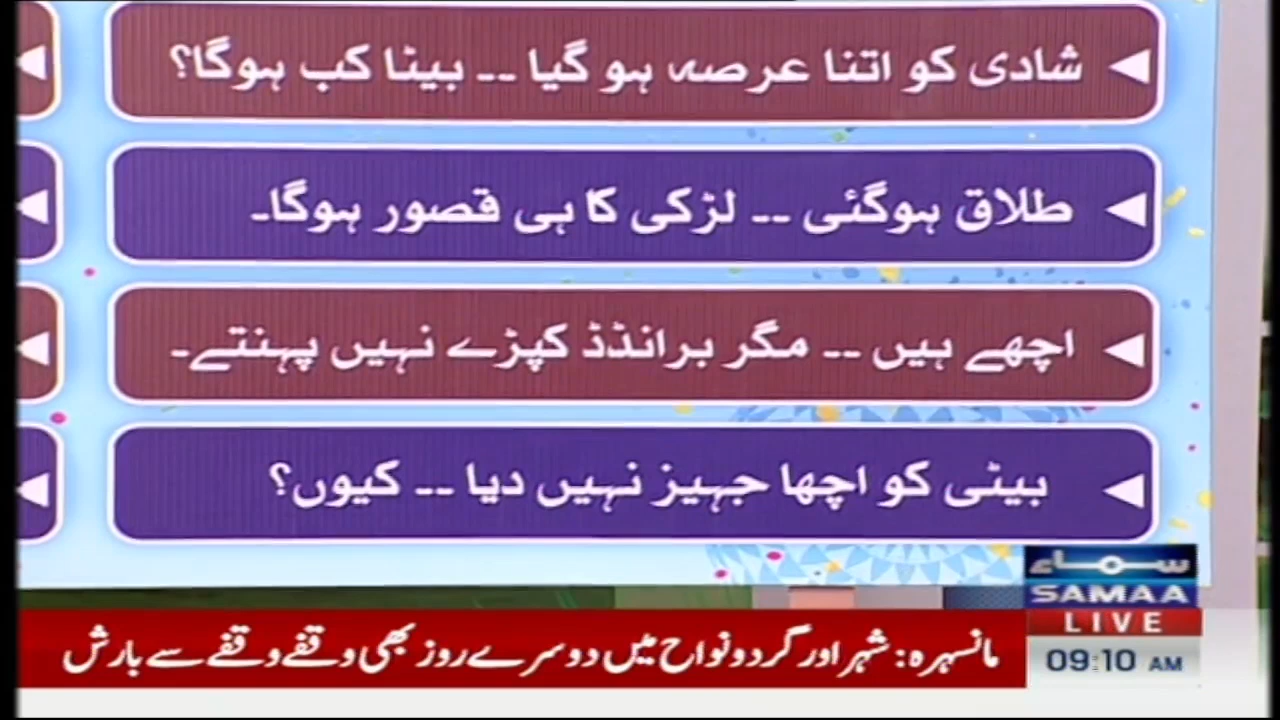 شادی کو اتنا عرصہ ہو گیا -- بیٹا کب ہوگا؟
طلاق ہوگئی -- لڑکی کا ہی قصور ہوگا۔
اچھے ہیں -- مگر برانڈڈ کپڑے نہیں پہنتے۔
بیٹی کو اچھا جہیز نہیں دیا -- کیوں؟
سماء
SAMAA
LIVE
09:10 AM
مانسہرہ: شہر اور گردونواح میں دوسرے روز بھی وقفے وقفے سے بارش